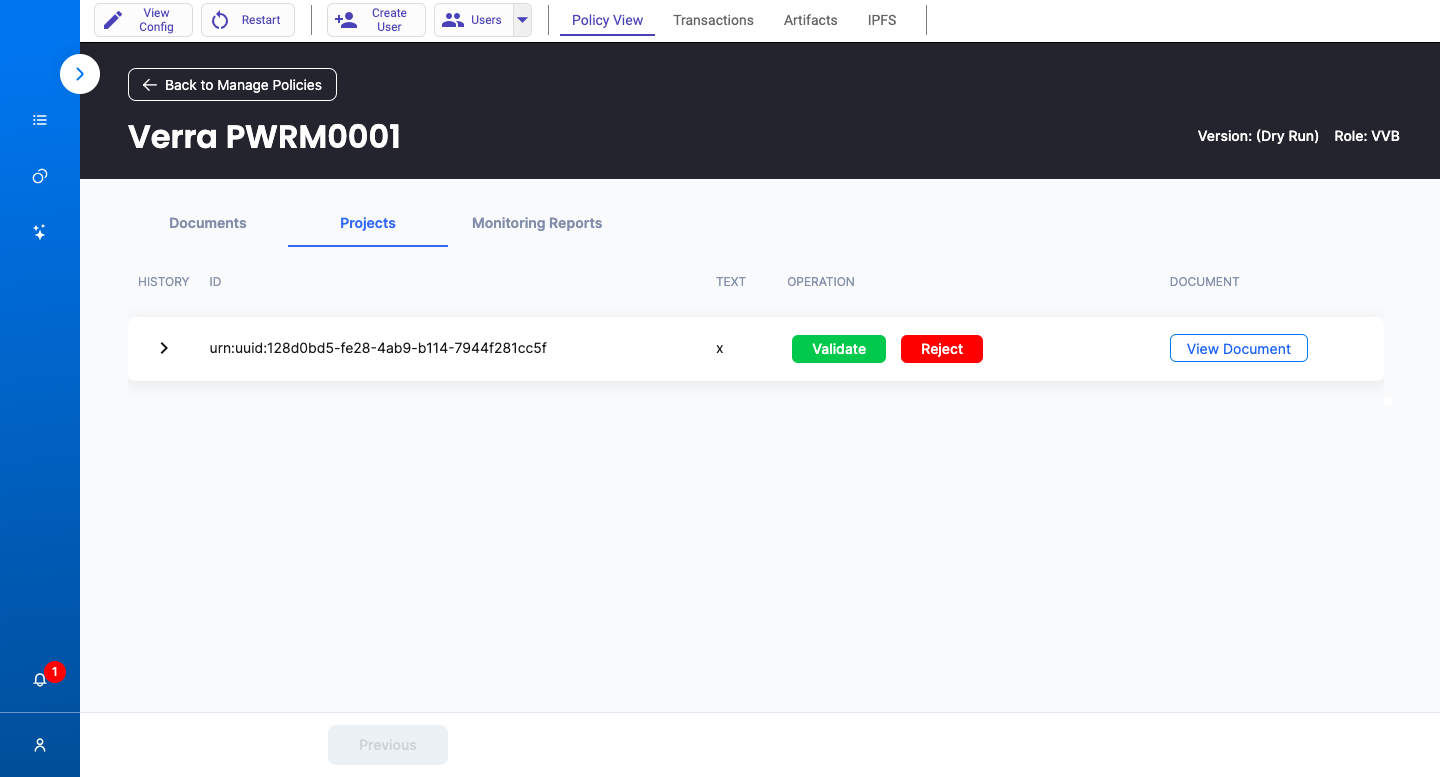 View Config
Restart
Create User
Users
Policy View
Transactions
Artifacts
IPFS
Back to Manage Policies
Verra PWRM0001
Version: (Dry Run) Role: VVB
Documents
Projects
Monitoring Reports
HISTORY ID TEXT OPERATION DOCUMENT
urn:uuid:128d0bd5-fe28-4ab9-b114-7944f281cc5f x Validate Reject View Document
1
Previous